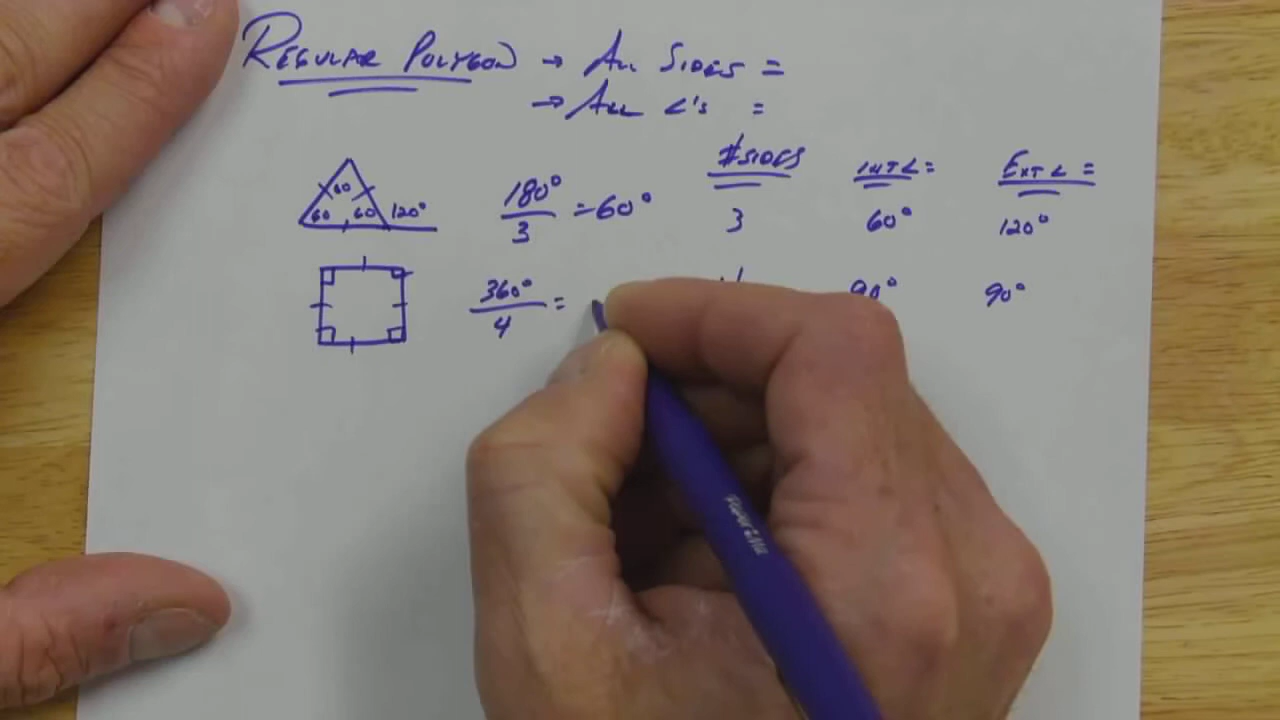 REGULAR POLYGON → ALL SIDES =
→ ALL ∠'s =
#SIDES INT ∠ = EXT ∠ =
60 60 60 120° 180°/3 = 60° 3 60° 120°
360°/4 = 90° 90°
PaperMate